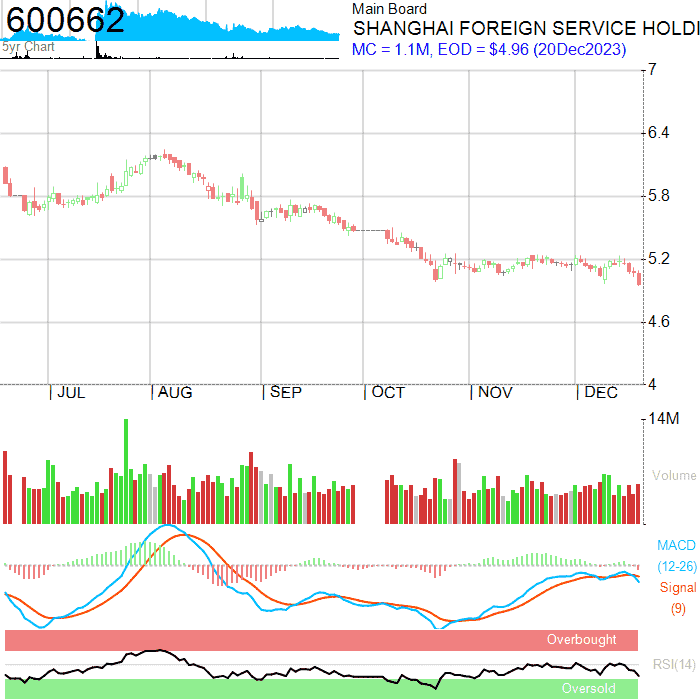 600662
5yr Chart
Main Board
SHANGHAI FOREIGN SERVICE HOLDI
MC = 1.1M, EOD = $4.96 (20Dec2023)
7
6.4
5.8
5.2
4.6
4
JUL
AUG
SEP
OCT
NOV
DEC
14M
Volume
MACD
(12-26)
Signal
(9)
Overbought
RSI(14)
Oversold